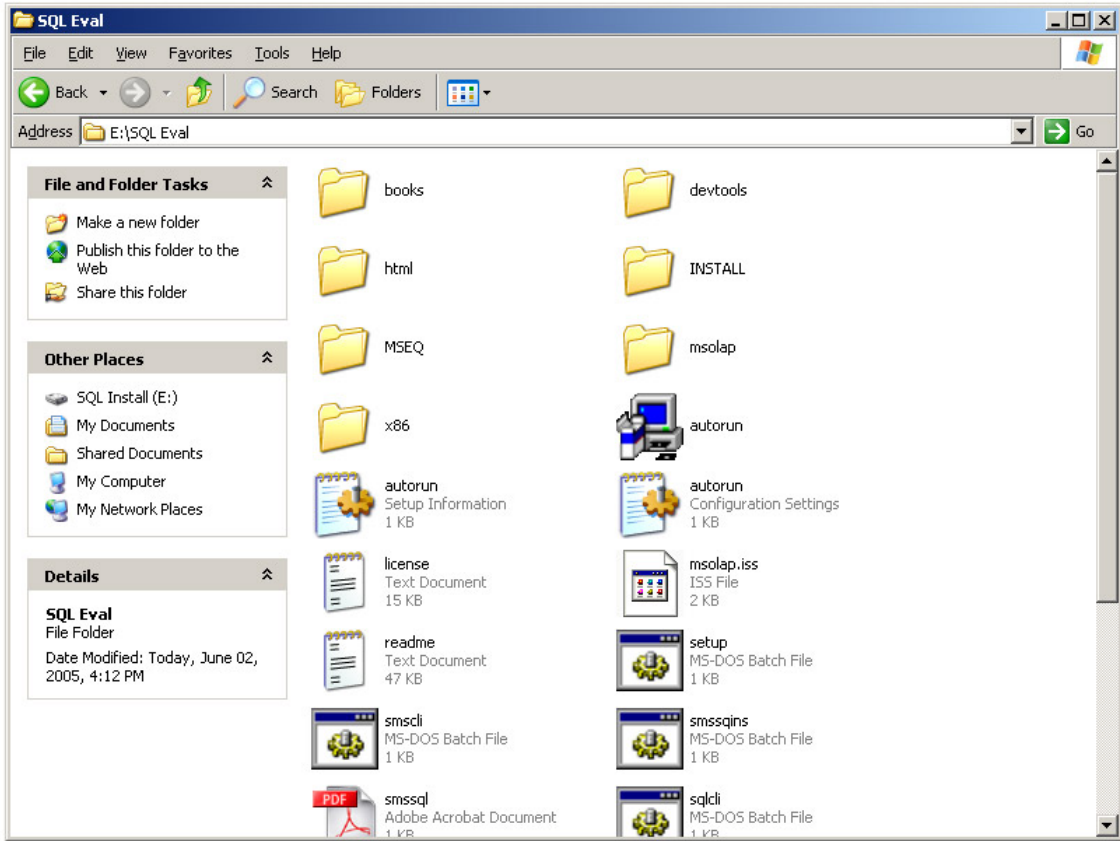 SQL Eval
File Edit View Favorites Tools Help
Back Search Folders
Address E:\SQL Eval Go
File and Folder Tasks
Make a new folder
Publish this folder to the
Web
Share this folder
Other Places
SQL Install (E:)
My Documents
Shared Documents
My Computer
My Network Places
Details
SQL Eval
File Folder
Date Modified: Today, June 02,
2005, 4:12 PM
books
devtools
html
INSTALL
MSEQ
msolap
x86
autorun
autorun
Setup Information
1 KB
autorun
Configuration Settings
1 KB
license
Text Document
15 KB
msolap.iss
ISS File
2 KB
readme
Text Document
47 KB
setup
MS-DOS Batch File
1 KB
smscli
MS-DOS Batch File
1 KB
smssqins
MS-DOS Batch File
1 KB
PDF
smssql
Adobe Acrobat Document
1 KB
sqlcli
MS-DOS Batch File
1 KB